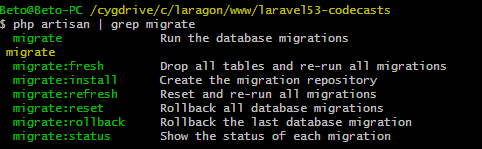 Beto@Beto-PC /cygdrive/c/laragon/www/laravel53-codecasts
$ php artisan | grep migrate
  migrate              Run the database migrations
 migrate
  migrate:fresh        Drop all tables and re-run all migrations
  migrate:install      Create the migration repository
  migrate:refresh      Reset and re-run all migrations
  migrate:reset        Rollback all database migrations
  migrate:rollback     Rollback the last database migration
  migrate:status       Show the status of each migration